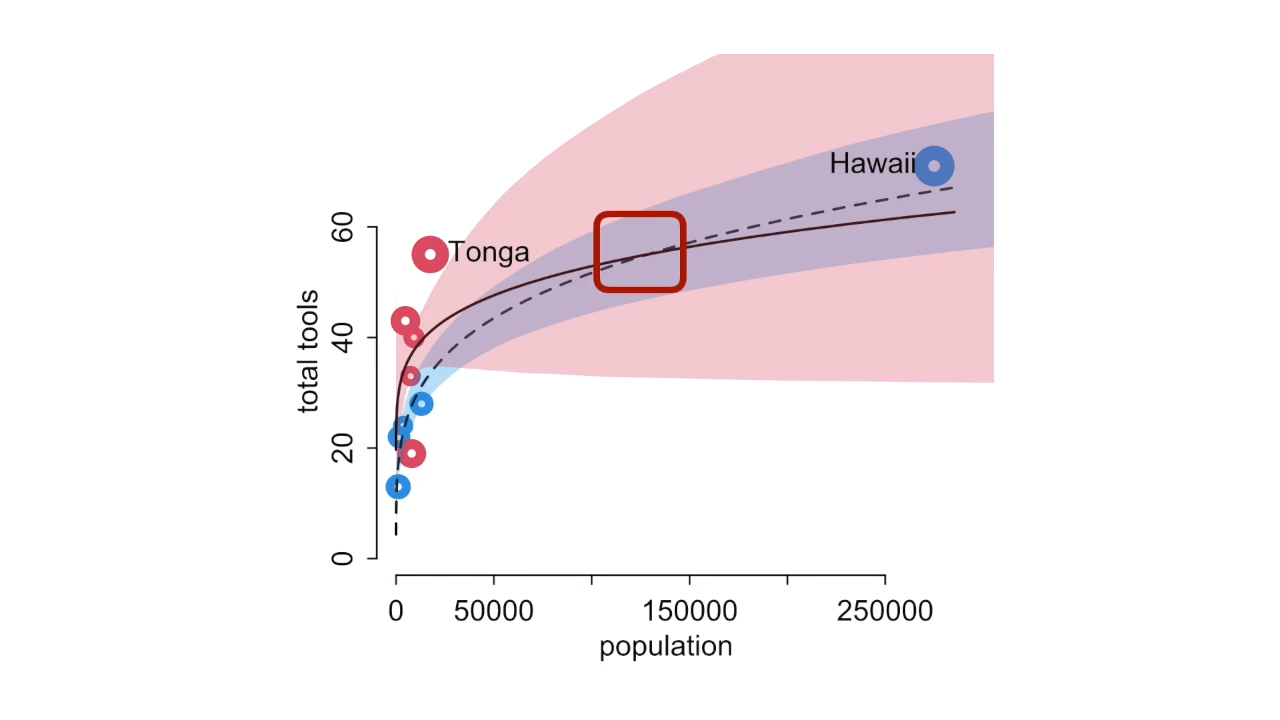 Hawaii
Tonga
total tools
60
40
20
0
0 50000 150000 250000
population